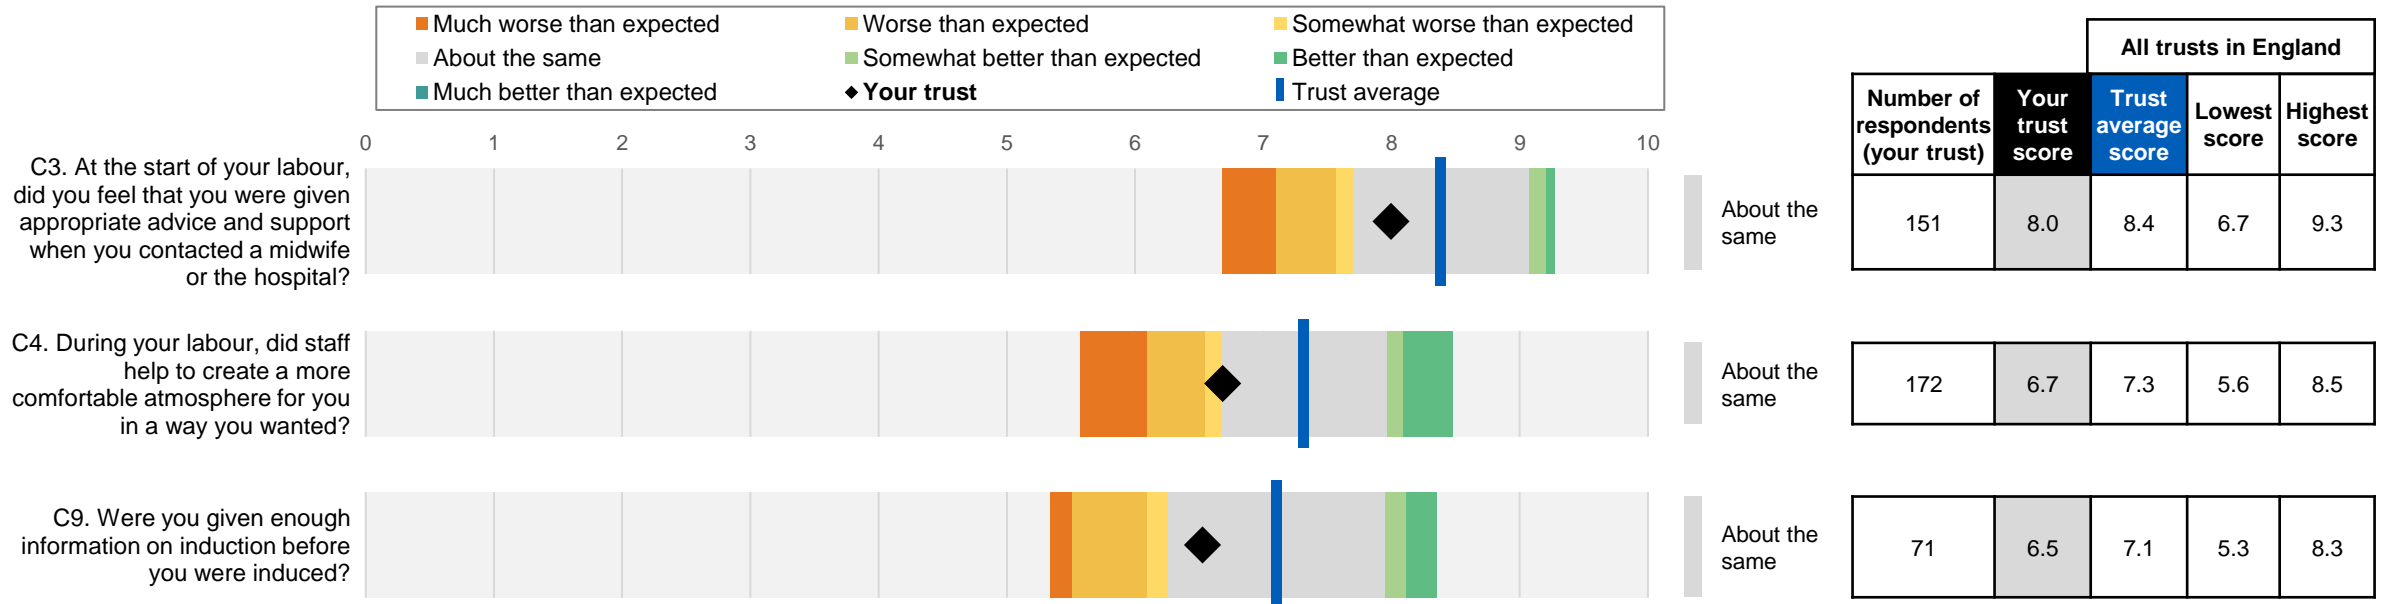 Much worse than expected
Worse than expected
Somewhat worse than expected
About the same
Somewhat better than expected
Better than expected
Much better than expected
Your trust
Trust average
All trusts in England
Number of
respondents
(your trust)
Your
trust
score
Trust
average
score
Lowest
score
Highest
score
0 1 2 3 4 5 6 7 8 9 10
C3. At the start of your labour,
did you feel that you were given
appropriate advice and support
when you contacted a midwife
or the hospital?
About the
same
151 8.0 8.4 6.7 9.3
C4. During your labour, did staff
help to create a more
comfortable atmosphere for you
in a way you wanted?
About the
same
172 6.7 7.3 5.6 8.5
C9. Were you given enough
information on induction before
you were induced?
About the
same
71 6.5 7.1 5.3 8.3